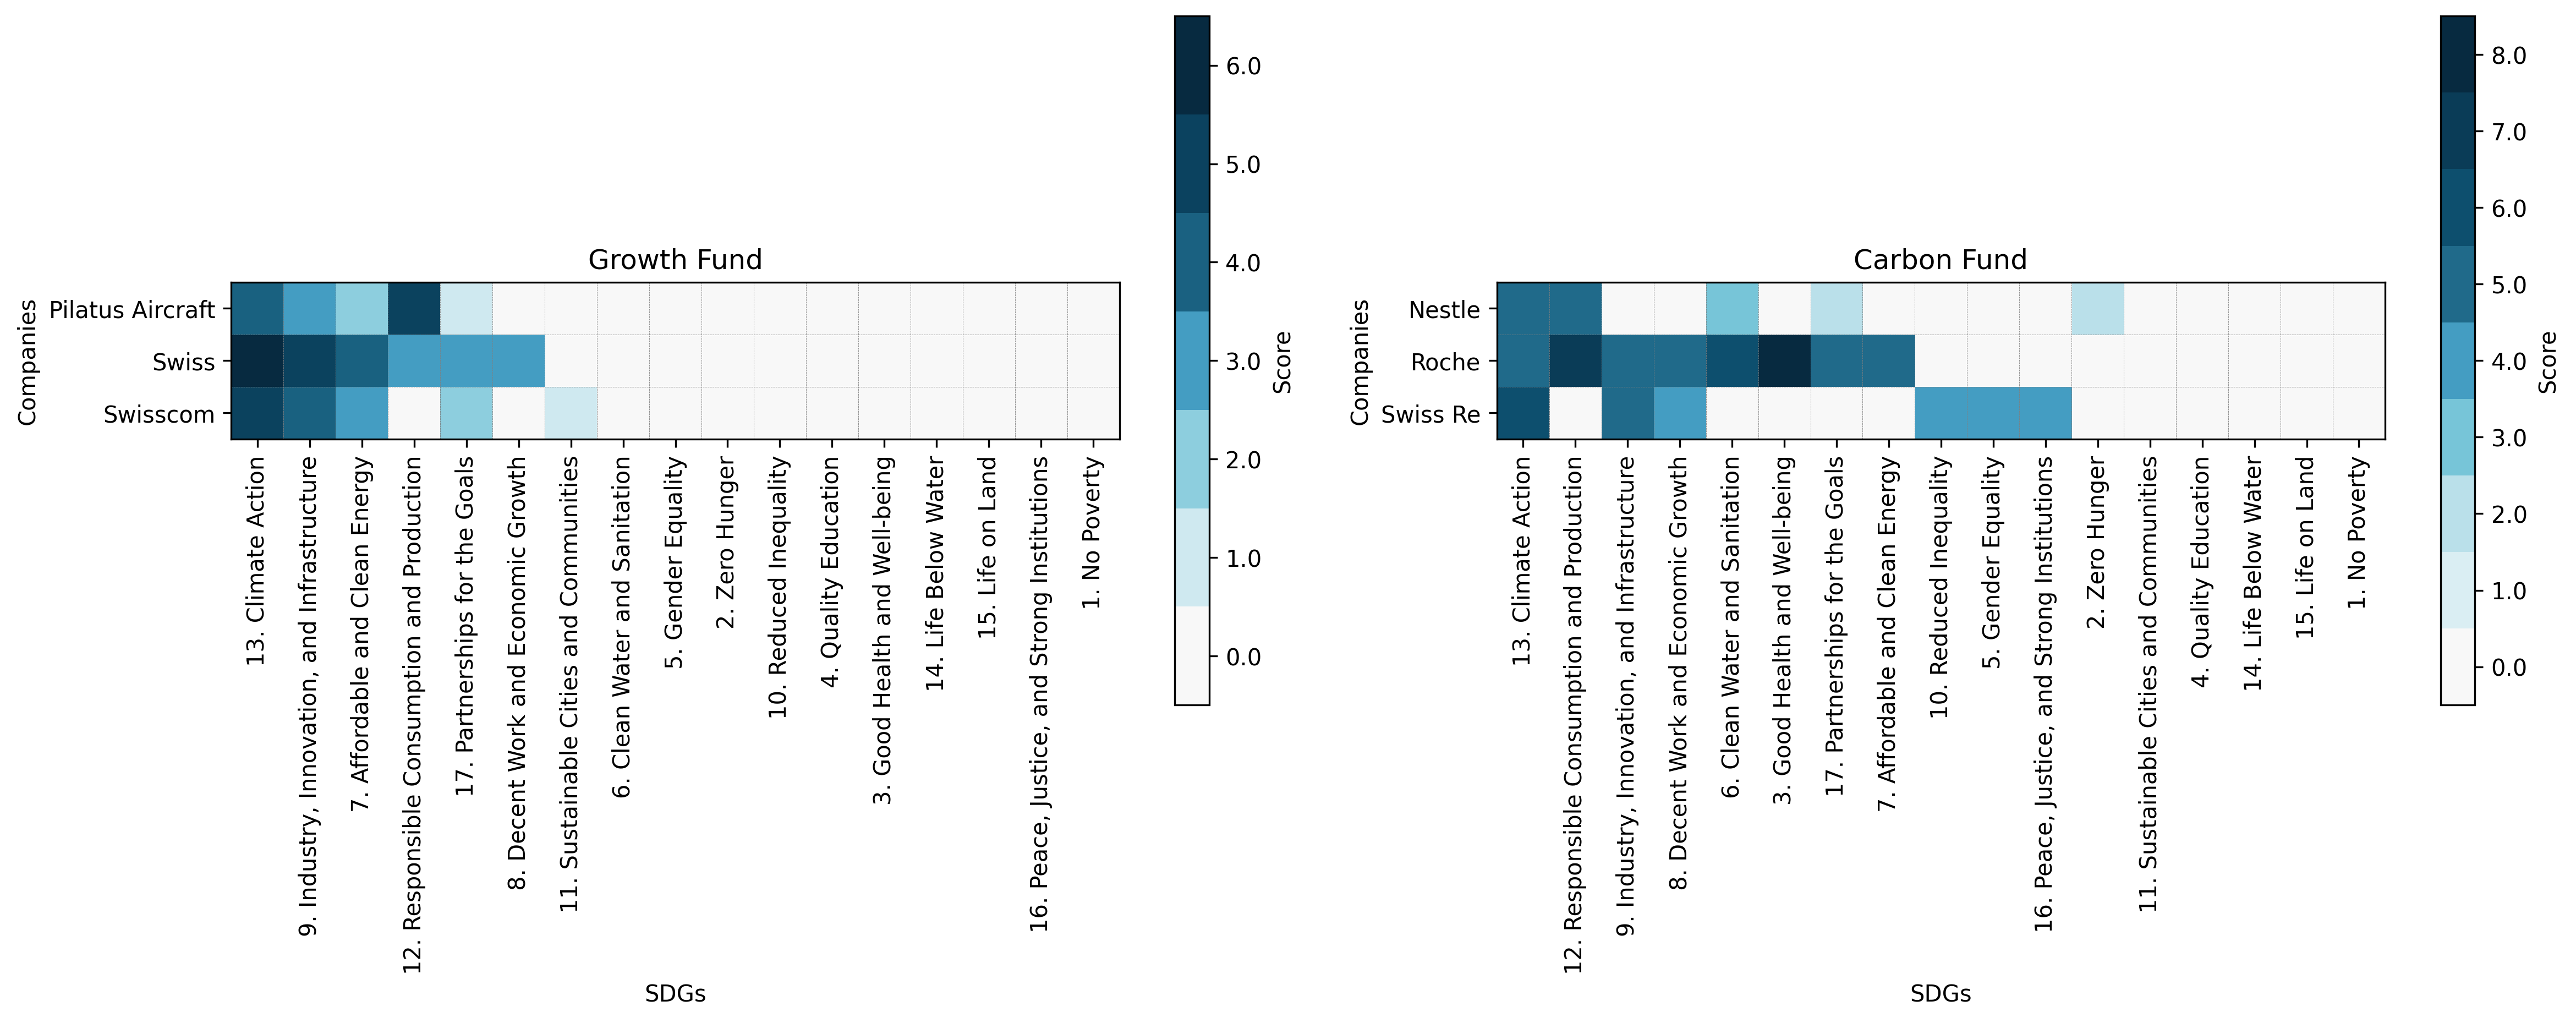 Growth Fund
Companies
Pilatus Aircraft
Swiss
Swisscom
13. Climate Action
9. Industry, Innovation, and Infrastructure
7. Affordable and Clean Energy
12. Responsible Consumption and Production
17. Partnerships for the Goals
8. Decent Work and Economic Growth
11. Sustainable Cities and Communities
6. Clean Water and Sanitation
5. Gender Equality
2. Zero Hunger
10. Reduced Inequality
4. Quality Education
3. Good Health and Well-being
14. Life Below Water
15. Life on Land
16. Peace, Justice, and Strong Institutions
1. No Poverty
SDGs
6.0
5.0
4.0
3.0
2.0
1.0
0.0
Score
Carbon Fund
Companies
Nestle
Roche
Swiss Re
13. Climate Action
12. Responsible Consumption and Production
9. Industry, Innovation, and Infrastructure
8. Decent Work and Economic Growth
6. Clean Water and Sanitation
3. Good Health and Well-being
17. Partnerships for the Goals
7. Affordable and Clean Energy
10. Reduced Inequality
5. Gender Equality
16. Peace, Justice, and Strong Institutions
2. Zero Hunger
11. Sustainable Cities and Communities
4. Quality Education
14. Life Below Water
15. Life on Land
1. No Poverty
SDGs
8.0
7.0
6.0
5.0
4.0
3.0
2.0
1.0
0.0
Score